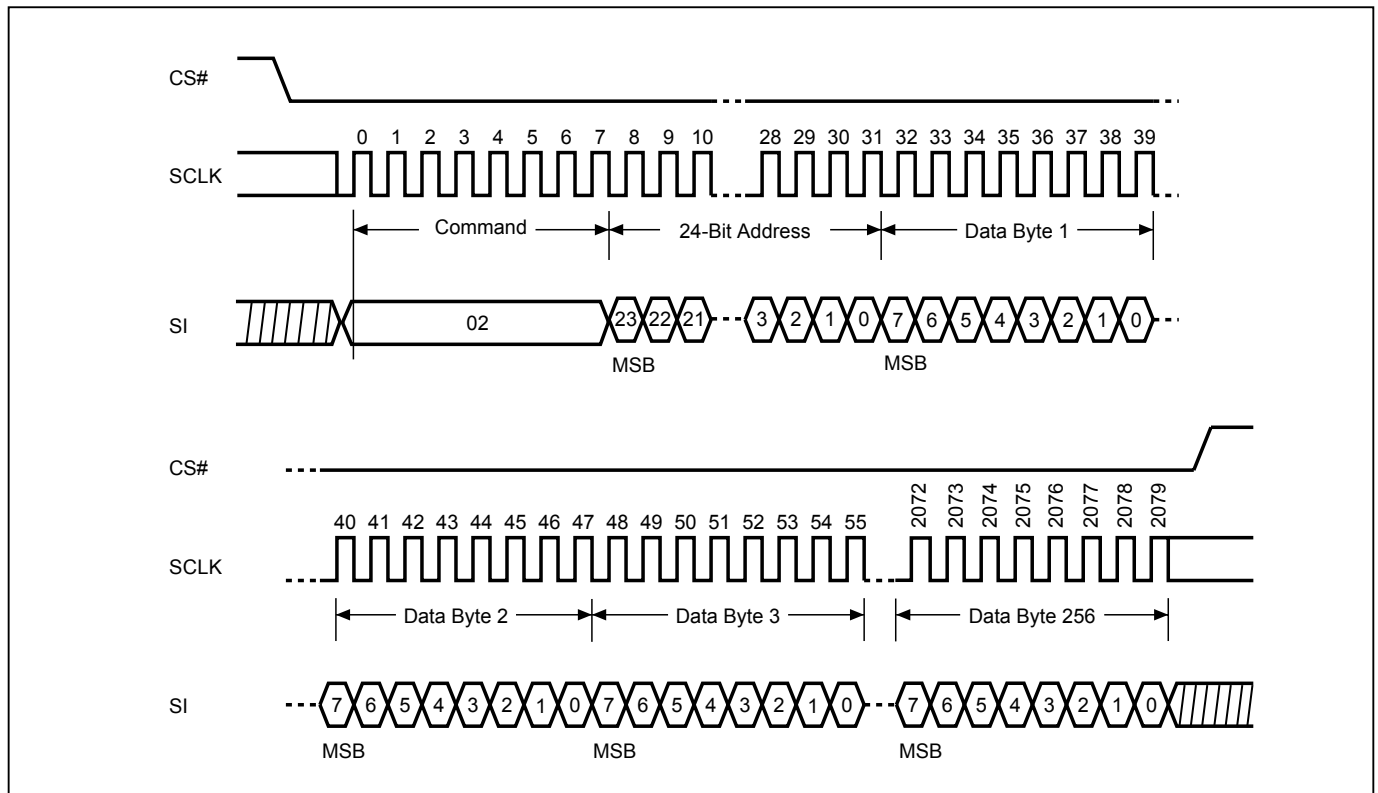 CS#
0 1 2 3 4 5 6 7 8 9 10 28 29 30 31 32 33 34 35 36 37 38 39
SCLK
Command 24-Bit Address Data Byte 1
SI 02 23 22 21 3 2 1 0 7 6 5 4 3 2 1 0
MSB MSB
CS#
2072 2073 2074 2075 2076 2077 2078 2079
40 41 42 43 44 45 46 47 48 49 50 51 52 53 54 55
SCLK
Data Byte 2 Data Byte 3 Data Byte 256
SI 7 6 5 4 3 2 1 0 7 6 5 4 3 2 1 0 7 6 5 4 3 2 1 0
MSB MSB MSB